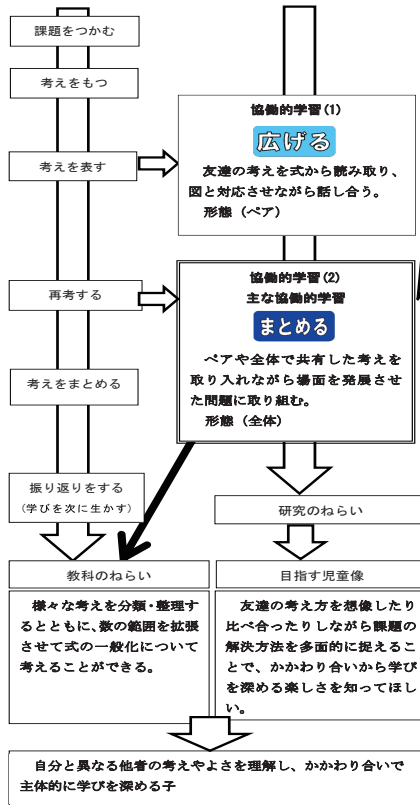 課題をつかむ
考えをもつ
考えを表す
再考する
考えをまとめる
振り返りをする
(学びを次に生かす)
協働的学習(1)
広げる
友達の考えを式から読み取り、
図と対応させながら話し合う。
形態（ペア）
協働的学習(2)
主な協働的学習
まとめる
ペアや全体で共有した考えを
取り入れながら場面を発展させ
た問題に取り組む。
形態（全体）
研究のねらい
教科のねらい
様々な考えを分類・整理す
るとともに、数の範囲を拡張
させて式の一般化について
考えることができる。
目指す児童像
友達の考え方を想像したり
比べ合ったりしながら課題の
解決方法を多面的に捉えるこ
とで、かかわり合いから学び
を深める楽しさを知ってほし
い。
自分と異なる他者の考えやよさを理解し、かかわり合いで
主体的に学びを深める子